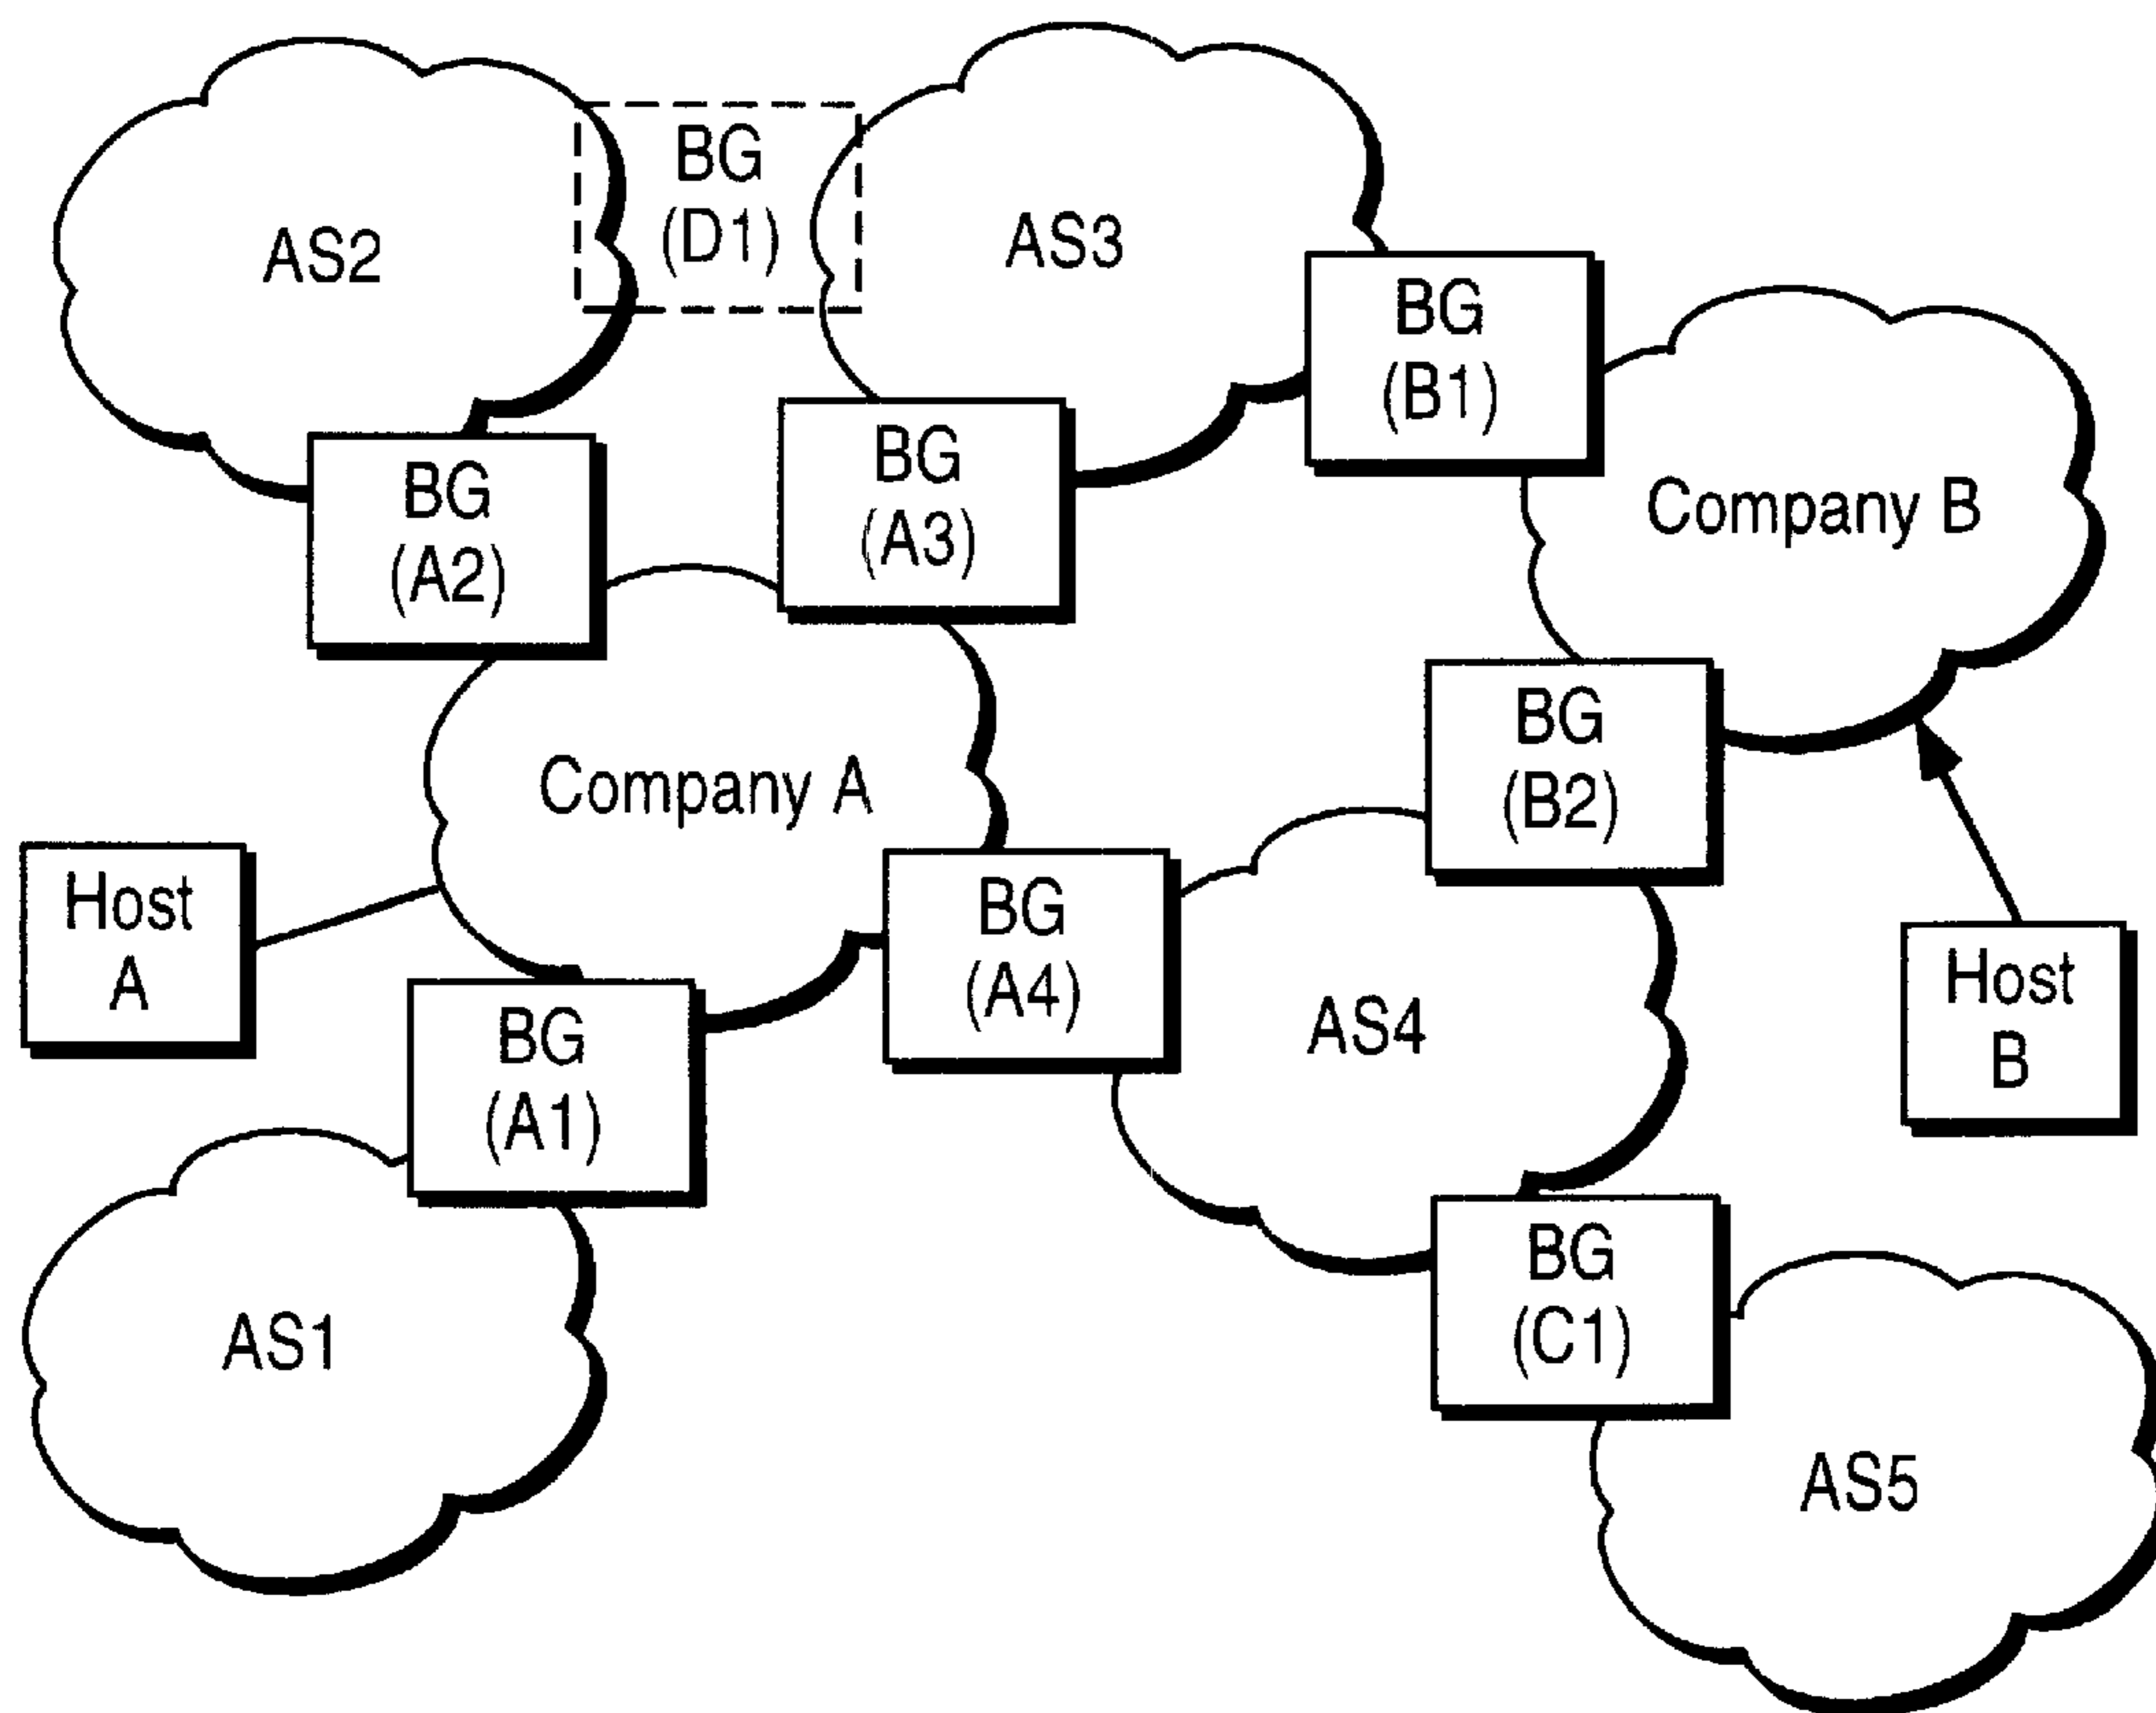 BG
(D1)
AS2
AS3
BG
(B1)
BG
(A3)
BG
(A2)
Company B
BG
(B2)
Company A
Host
A
BG
(A4)
Host
B
BG
(A1)
AS4
BG
(C1)
AS1
AS5